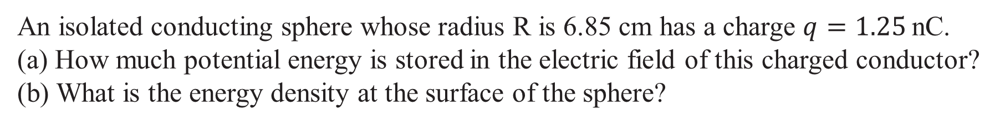 An isolated conducting sphere whose radius R is 6.85 cm has a charge q = 1.25 nC.
(a) How much potential energy is stored in the electric field of this charged conductor?
(b) What is the energy density at the surface of the sphere?